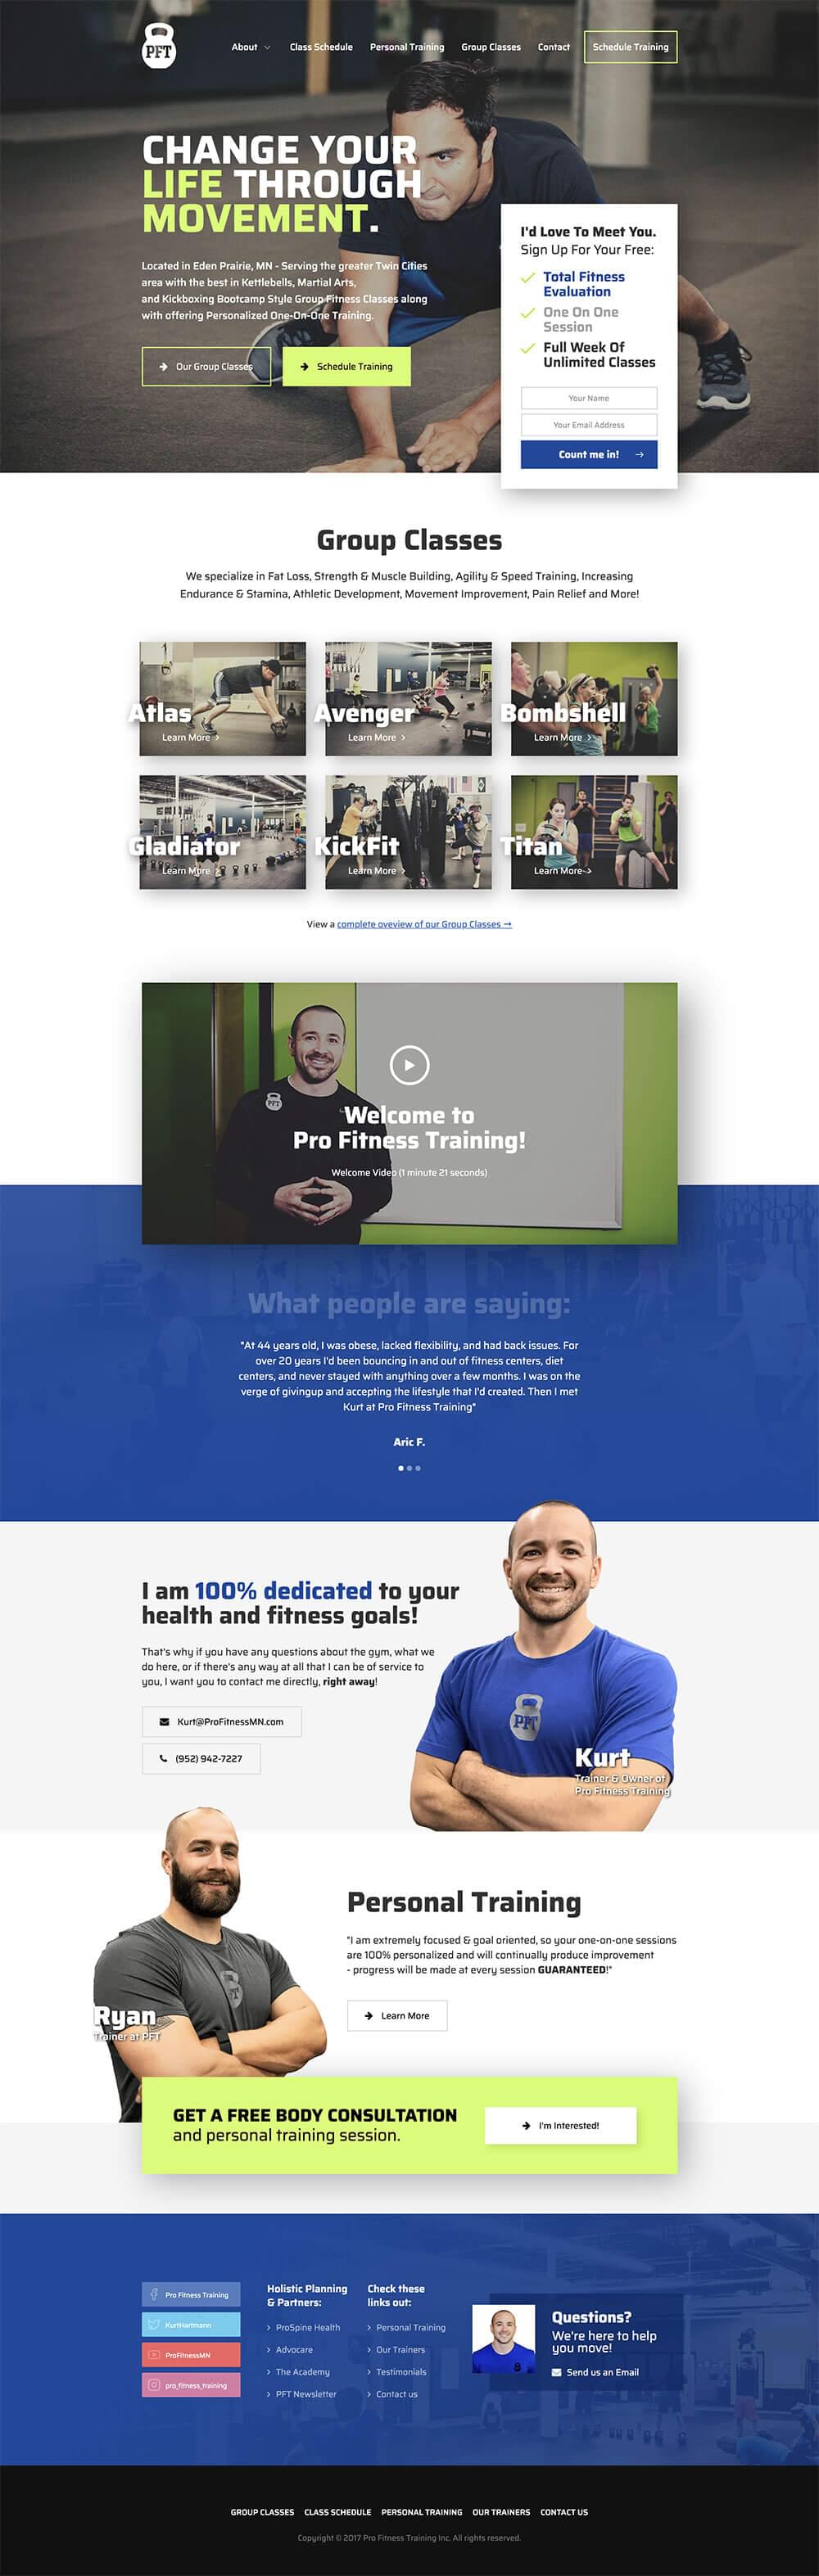 PFT
About
Class Schedule
Personal Training
Group Classes
Contact
Schedule Training
CHANGE YOUR
LIFE THROUGH
MOVEMENT.
Located in Eden Prairie, MN - Serving the greater Twin Cities
area with the best in Kettlebells, Martial Arts,
and Kickboxing Bootcamp Style Group Fitness Classes along
with offering Personalized One-On-One Training.
Our Group Classes
Schedule Training
I'd Love To Meet You.
Sign Up For Your Free:
Total Fitness
Evaluation
One On One
Session
Full Week Of
Unlimited Classes
Your Name
Your Email Address
Count me in! →
Group Classes
We specialize in Fat Loss, Strength & Muscle Building, Agility & Speed Training, Increasing
Endurance & Stamina, Athletic Development, Movement Improvement, Pain Relief and More!
Atlas
Learn More >
Avenger
Learn More >
Bombshell
Learn More >
Gladiator
Learn More >
KickFit
Learn More >
Titan
Learn More >
View a complete oveview of our Group Classes →
PFT
Welcome to
Pro Fitness Training!
Welcome Video (1 minute 21 seconds)
What people are saying:
"At 44 years old, I was obese, lacked flexibility, and had back issues. For
over 20 years I'd been bouncing in and out of fitness centers, diet
centers, and never stayed with anything over a few months. I was on the
verge of givingup and accepting the lifestyle that I'd created. Then I met
Kurt at Pro Fitness Training"
Aric F.
I am 100% dedicated to your
health and fitness goals!
That's why if you have any questions about the gym, what we
do here, or if there's any way at all that I can be of service to
you, I want you to contact me directly, right away!
Kurt@ProFitnessMN.com
(952) 942-7227
PFT
Kurt
Trainer & Owner of
Pro Fitness Training
Ryan
Trainer at PFT
Personal Training
"I am extremely focused & goal oriented, so your one-on-one sessions
are 100% personalized and will continually produce improvement
- progress will be made at every session GUARANTEED!"
Learn More
GET A FREE BODY CONSULTATION
and personal training session.
I'm Interested!
Pro Fitness Training
KurtHartmann
ProFitnessMN
pro_fitness_training
Holistic Planning
& Partners:
> ProSpine Health
> Advocare
> The Academy
> PFT Newsletter
Check these
links out:
> Personal Training
> Our Trainers
> Testimonials
> Contact us
Questions?
We're here to help
you move!
Send us an Email
GROUP CLASSES
CLASS SCHEDULE
PERSONAL TRAINING
OUR TRAINERS
CONTACT US
Copyright © 2017 Pro Fitness Training Inc. All rights reserved.